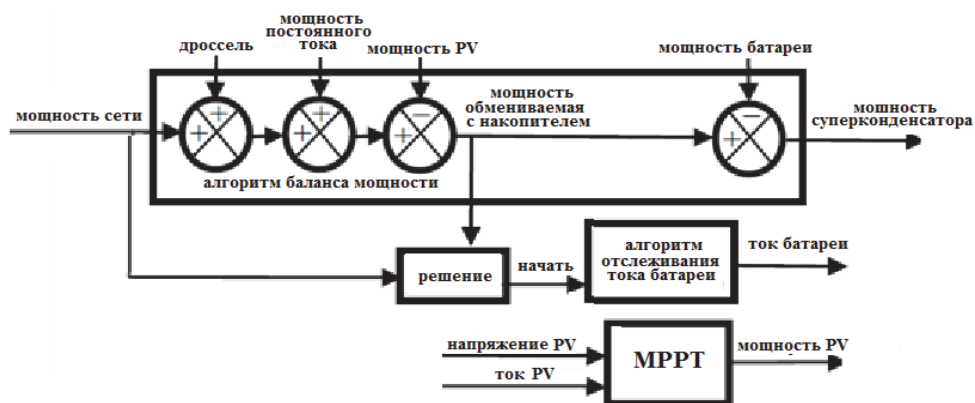 мощность
постоянного
тока
дроссель
мощность PV
мощность батареи
мощность сети
+
+
+
+
+
−
мощность
обмениваемая
с накопителем
+
−
мошность
суперконденсатора
алгоритм баланса мощности
решение
начать
алгоритм
отслеживания
тока батареи
ток батареи
напряжение PV
ток PV
MPPT
мощность PV